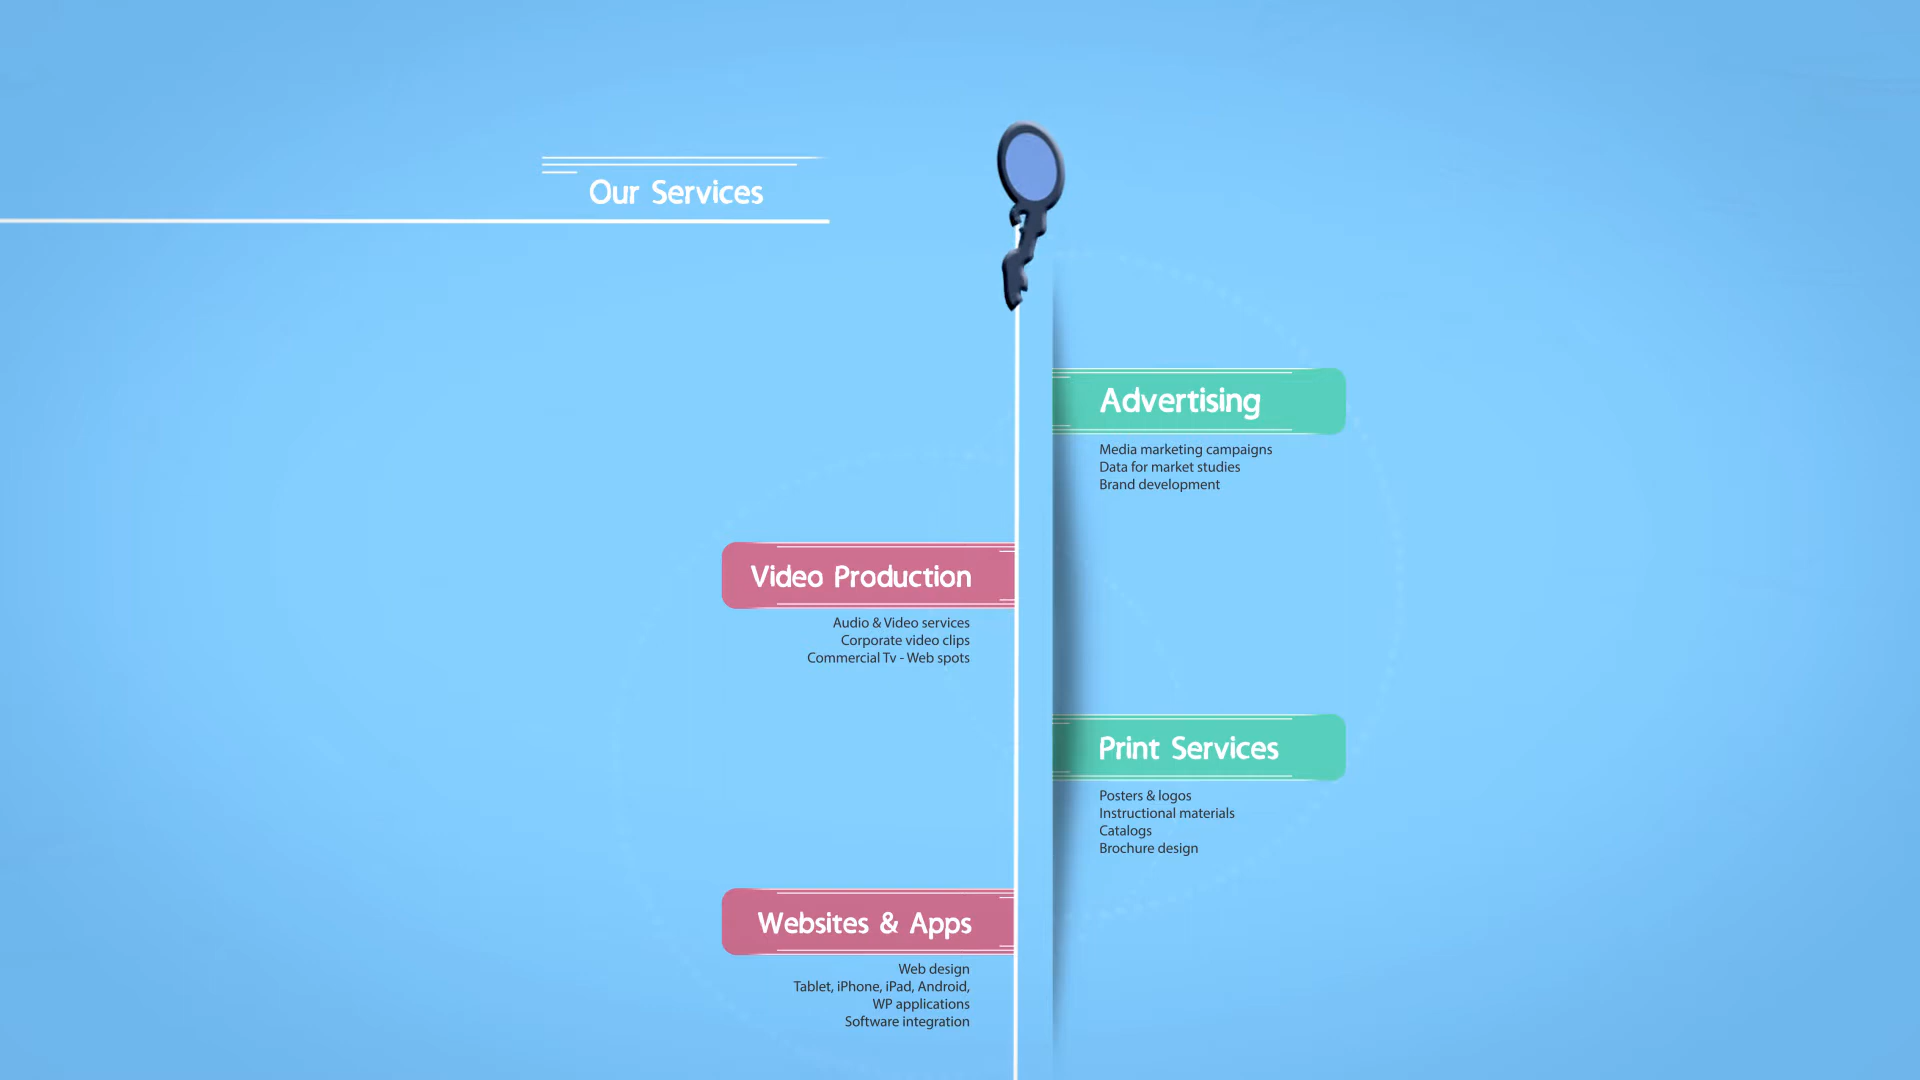 Our Services
Advertising
Media marketing campaigns
Data for market studies
Brand development
Video Production
Audio & Video services
Corporate video clips
Commercial Tv - Web spots
Print Services
Posters & logos
Instructional materials
Catalogs
Brochure design
Websites & Apps
Web design
Tablet, iPhone, iPad, Android,
WP applications
Software integration